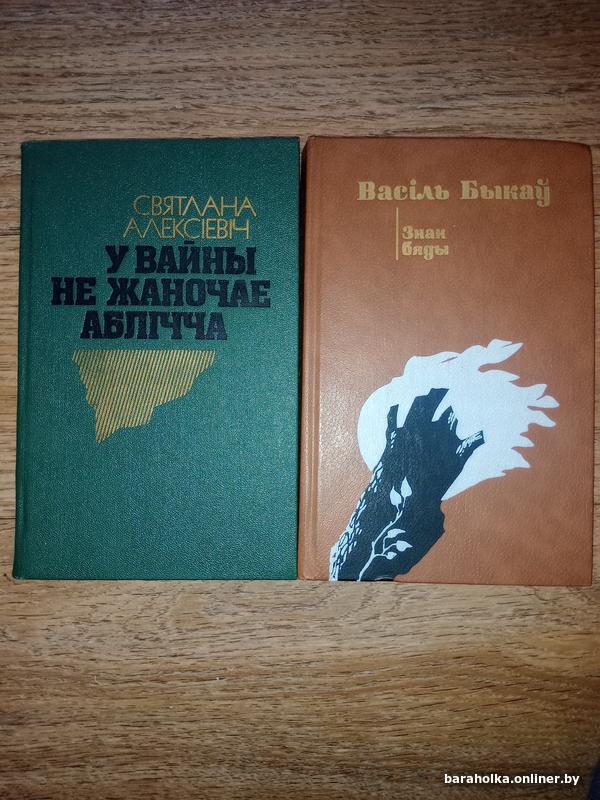 СВЯТЛАНА
АЛЕКСІЕВІЧ
У ВАЙНЫ
НЕ ЖАНОЧАЕ
АБЛІЧЧА
Васіль Быкаў
Знак
бяды
baraholka.onliner.by